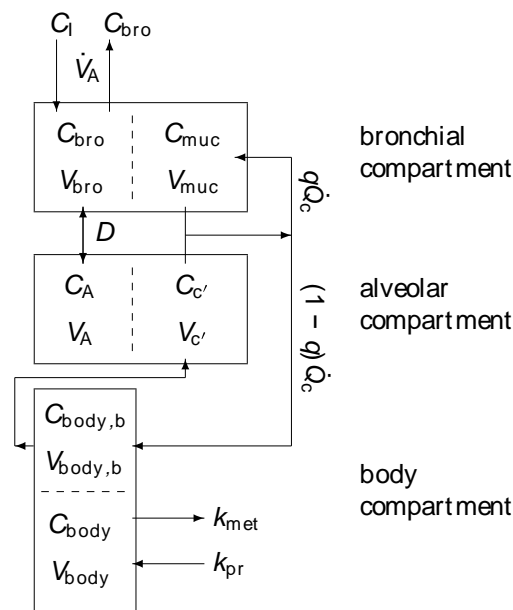 C_I C_bro
V̇_A
C_bro C_muc
V_bro V_muc
bronchial
compartment
qQ̇_c
D
C_A C_c′
V_A V_c′
alveolar
compartment
(1 − q)Q̇_c
C_body,b
V_body,b
C_body
V_body
k_met
k_pr
body
compartment